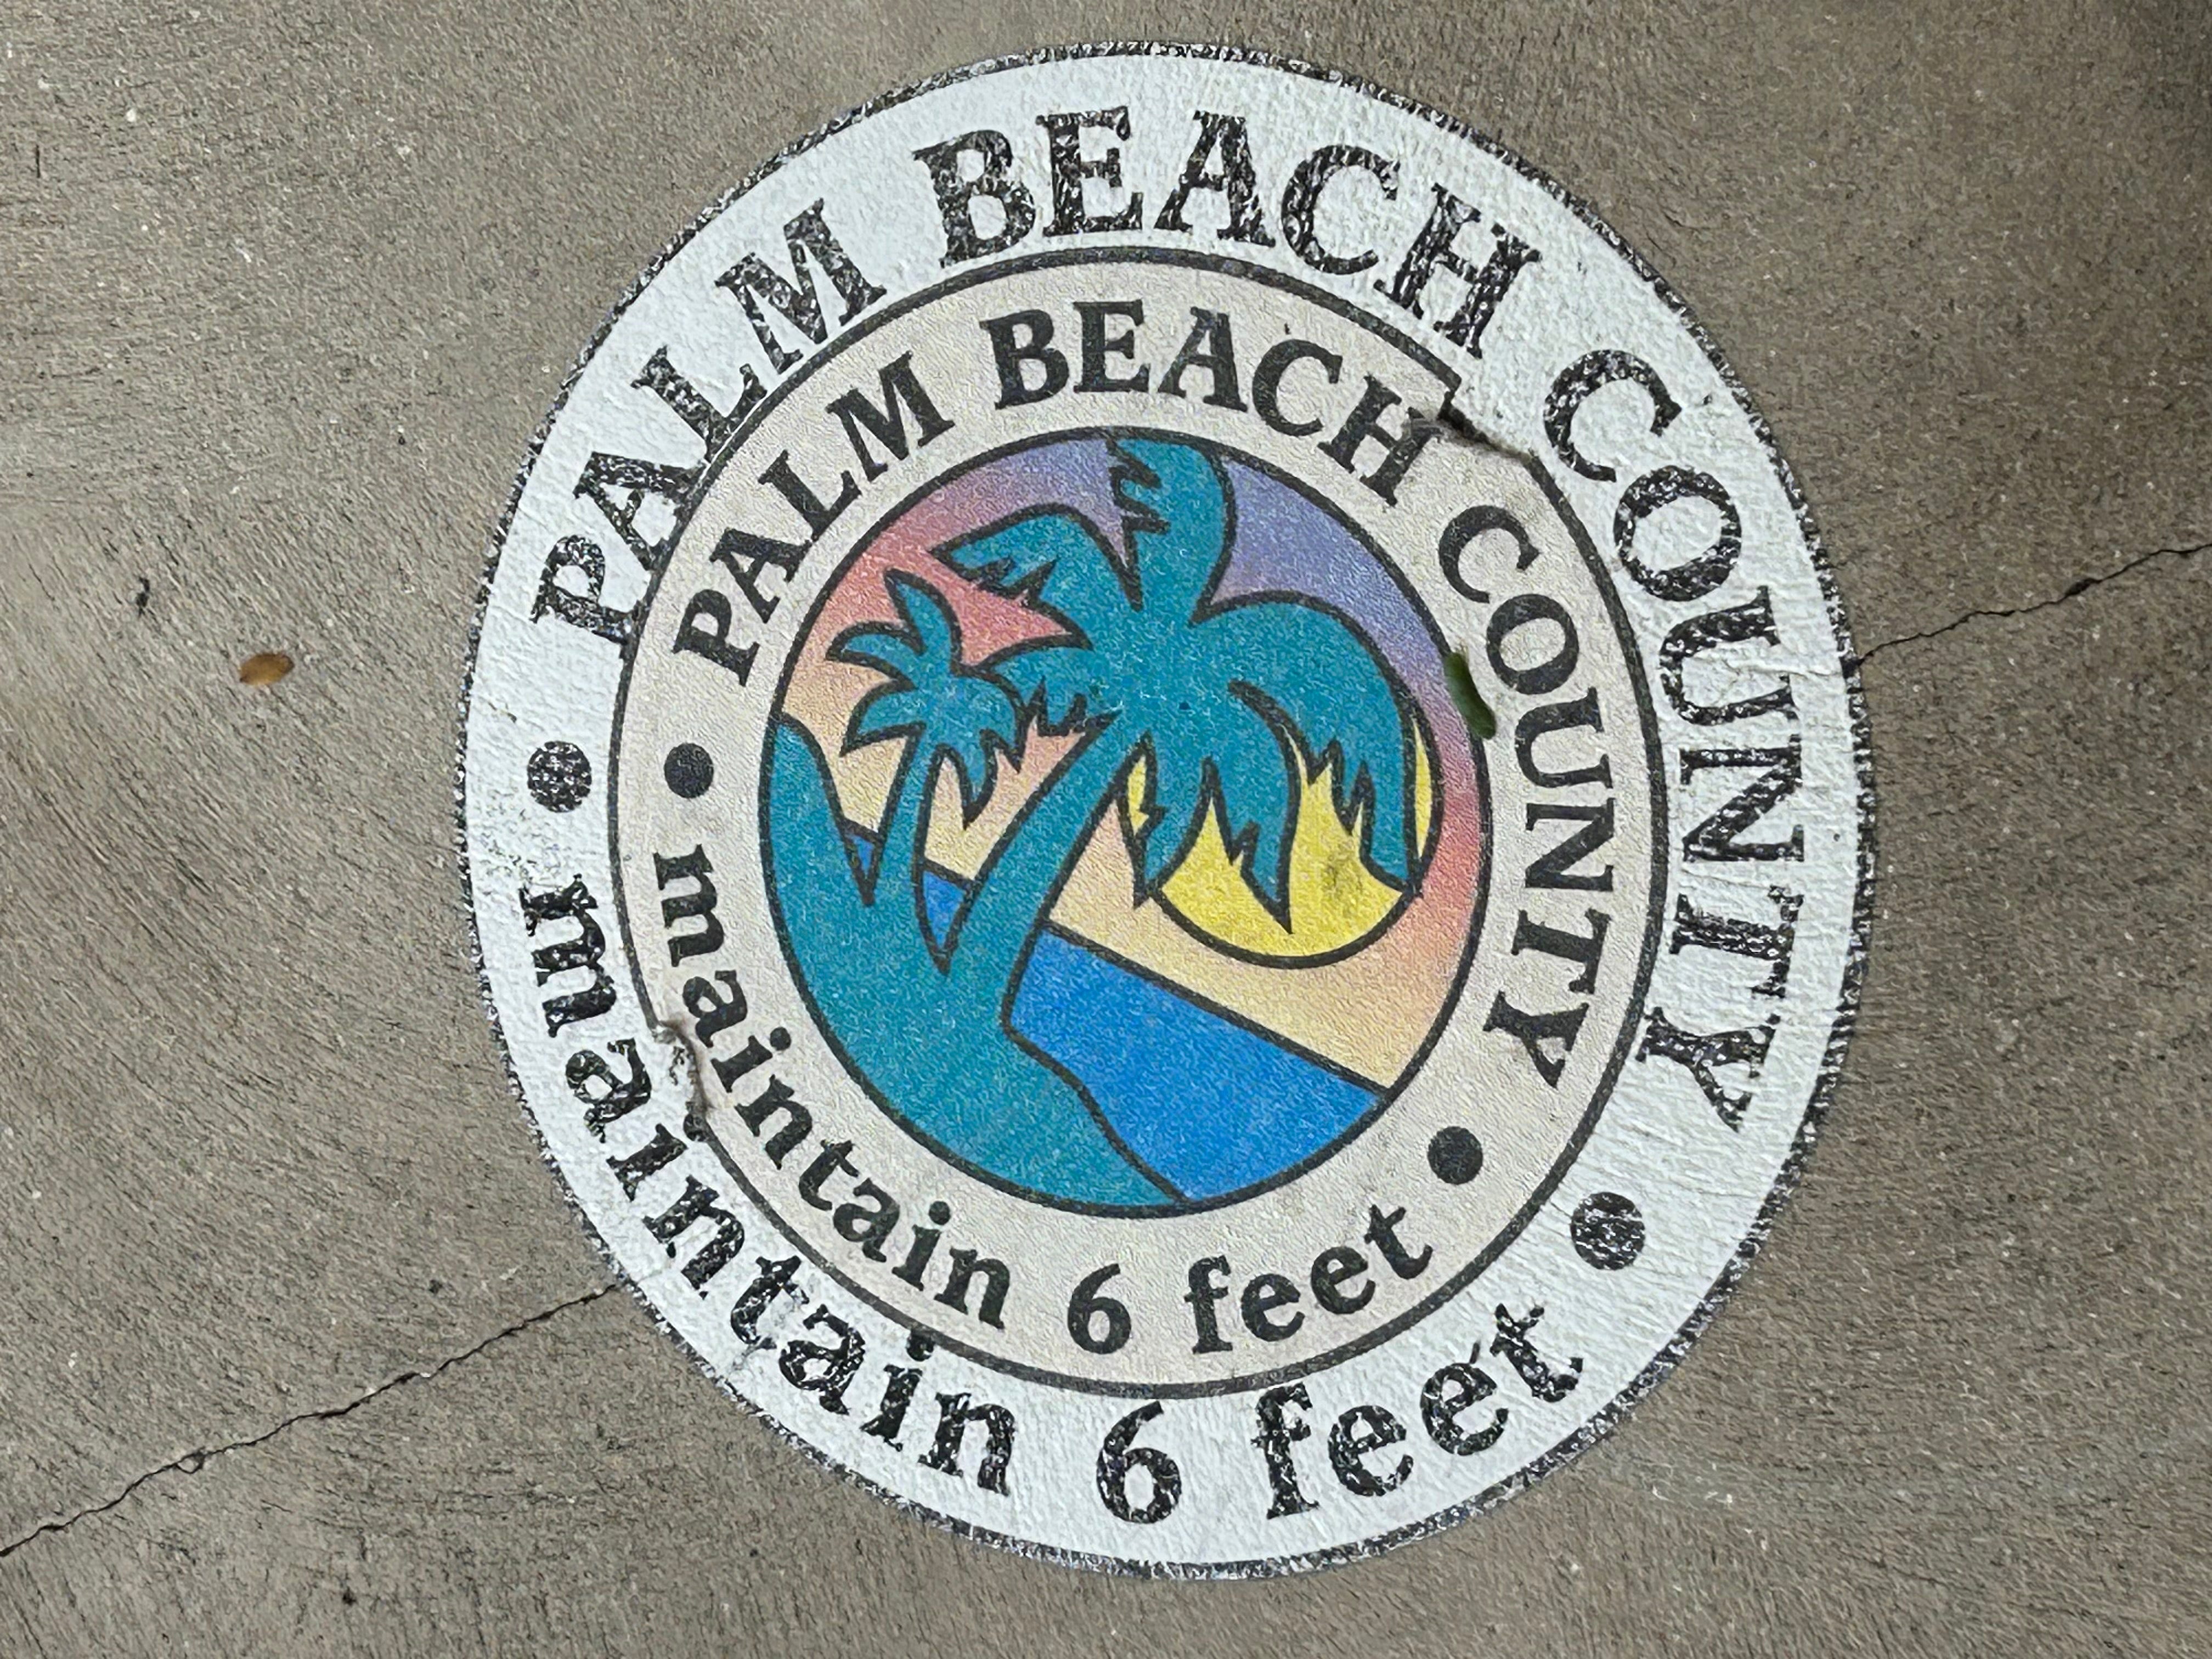 PALM BEACH COUNTY
• maintain 6 feet •
PALM BEACH COUNTY
• maintain 6 feet •